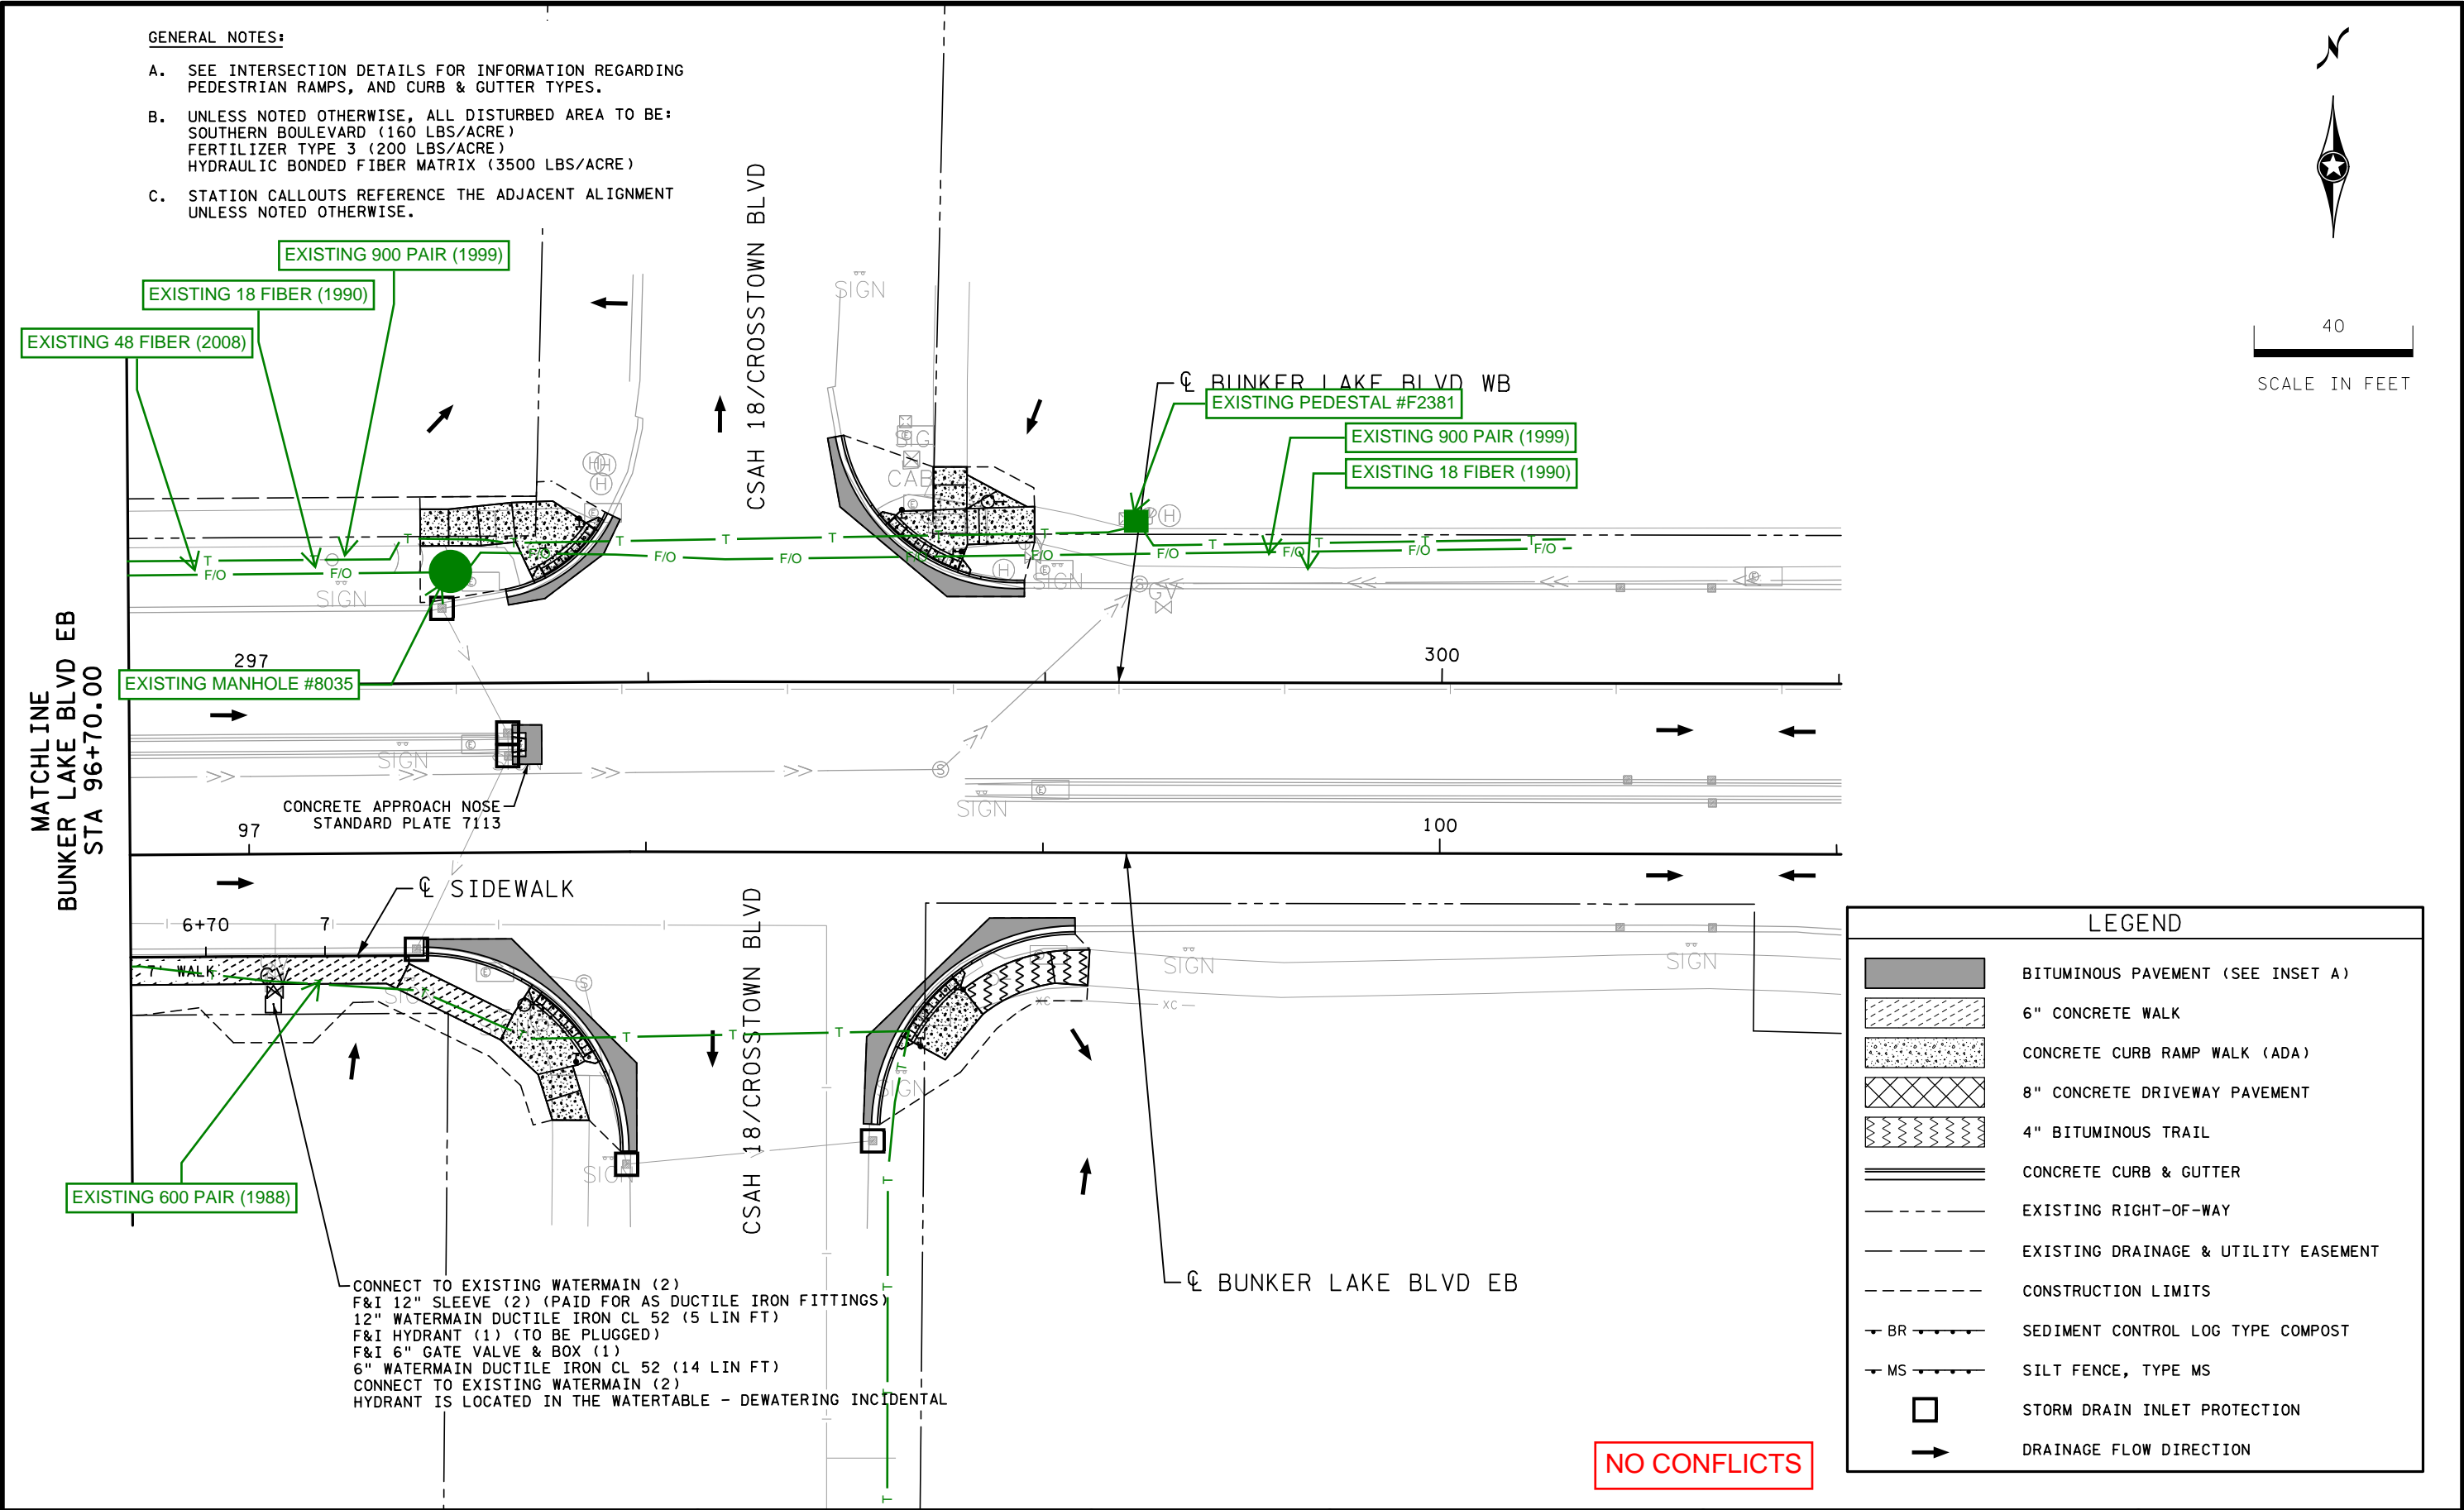 GENERAL NOTES:
A. SEE INTERSECTION DETAILS FOR INFORMATION REGARDING
PEDESTRIAN RAMPS, AND CURB & GUTTER TYPES.
B. UNLESS NOTED OTHERWISE, ALL DISTURBED AREA TO BE:
SOUTHERN BOULEVARD (160 LBS/ACRE)
FERTILIZER TYPE 3 (200 LBS/ACRE)
HYDRAULIC BONDED FIBER MATRIX (3500 LBS/ACRE)
C. STATION CALLOUTS REFERENCE THE ADJACENT ALIGNMENT
UNLESS NOTED OTHERWISE.
N
40
SCALE IN FEET
EXISTING 900 PAIR (1999)
EXISTING 18 FIBER (1990)
EXISTING 48 FIBER (2008)
CSAH 18/CROSSTOWN BLVD
SIGN
℄ BUNKER LAKE BLVD WB
EXISTING PEDESTAL #F2381
EXISTING 900 PAIR (1999)
EXISTING 18 FIBER (1990)
SIG
CAB
H H
H
H
H
E
E
E
E
E
T T T T T T T T T T T
F/O F/O F/O F/O F/O F/O F/O F/O F/O F/O
SIGN
SIGN
GV
S
297
300
EXISTING MANHOLE #8035
MATCHLINE
BUNKER LAKE BLVD EB
STA 96+70.00
SIGN
E
S
E
SIGN
CONCRETE APPROACH NOSE
STANDARD PLATE 7113
97
100
℄ SIDEWALK
6+70
7
7' WALK
GV
SIGN
E
S
T T T T T
CSAH 18/CROSSTOWN BLVD
SIGN
SIGN
XC
XC
SIGN
SIGN
EXISTING 600 PAIR (1988)
CONNECT TO EXISTING WATERMAIN (2)
F&I 12" SLEEVE (2) (PAID FOR AS DUCTILE IRON FITTINGS)
12" WATERMAIN DUCTILE IRON CL 52 (5 LIN FT)
F&I HYDRANT (1) (TO BE PLUGGED)
F&I 6" GATE VALVE & BOX (1)
6" WATERMAIN DUCTILE IRON CL 52 (14 LIN FT)
CONNECT TO EXISTING WATERMAIN (2)
HYDRANT IS LOCATED IN THE WATERTABLE - DEWATERING INCIDENTAL
T
T
T
T
T
℄ BUNKER LAKE BLVD EB
NO CONFLICTS
LEGEND
BITUMINOUS PAVEMENT (SEE INSET A)
6" CONCRETE WALK
CONCRETE CURB RAMP WALK (ADA)
8" CONCRETE DRIVEWAY PAVEMENT
4" BITUMINOUS TRAIL
CONCRETE CURB & GUTTER
EXISTING RIGHT-OF-WAY
EXISTING DRAINAGE & UTILITY EASEMENT
CONSTRUCTION LIMITS
BR SEDIMENT CONTROL LOG TYPE COMPOST
MS SILT FENCE, TYPE MS
STORM DRAIN INLET PROTECTION
DRAINAGE FLOW DIRECTION